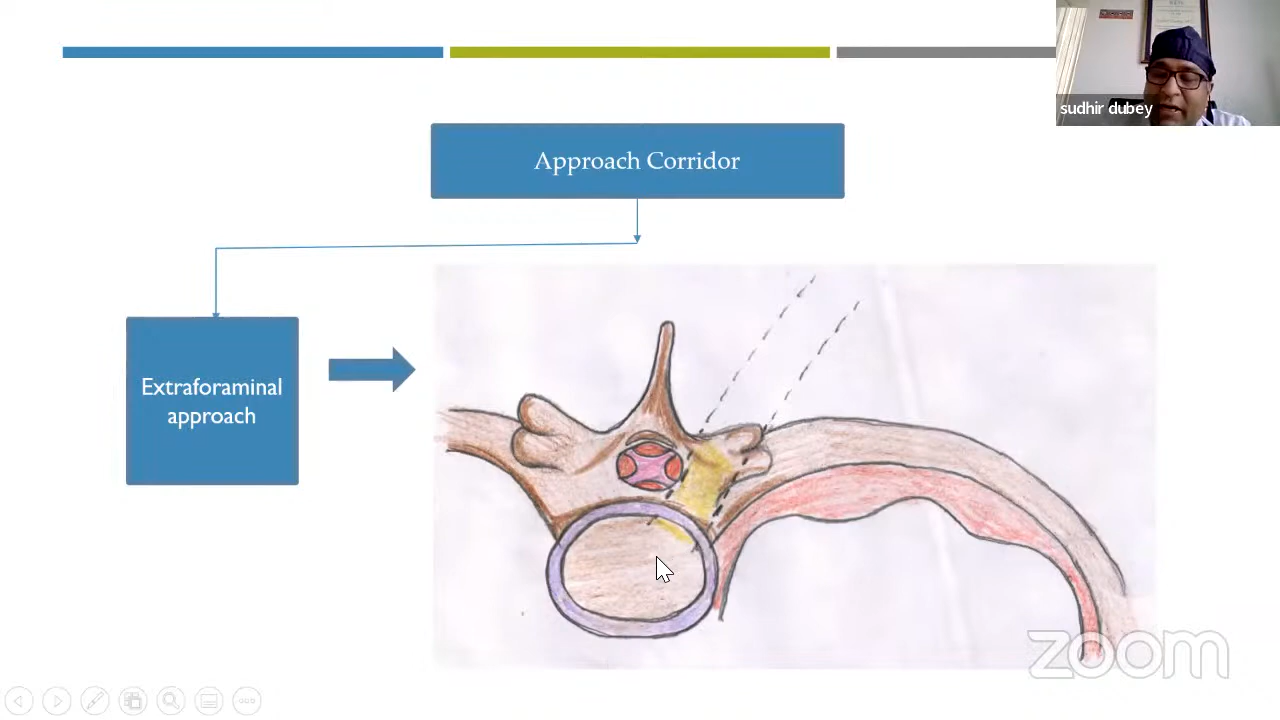 sudhir dubey
Approach Corridor
Extraforaminal
approach
zoom